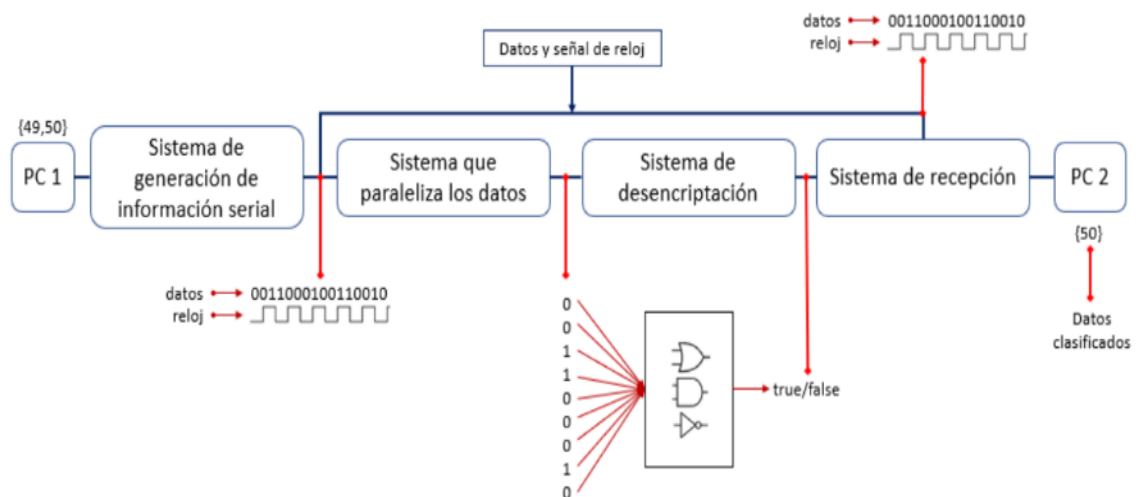 datos 0011000100110010
reloj
Datos y señal de reloj
{49,50}
PC 1
Sistema de
generación de
información serial
Sistema que
paraleliza los datos
Sistema de
desencriptación
Sistema de recepción
PC 2
{50}
Datos
clasificados
datos 0011000100110010
reloj
0
0
1
1
0
0
0
1
0
true/false